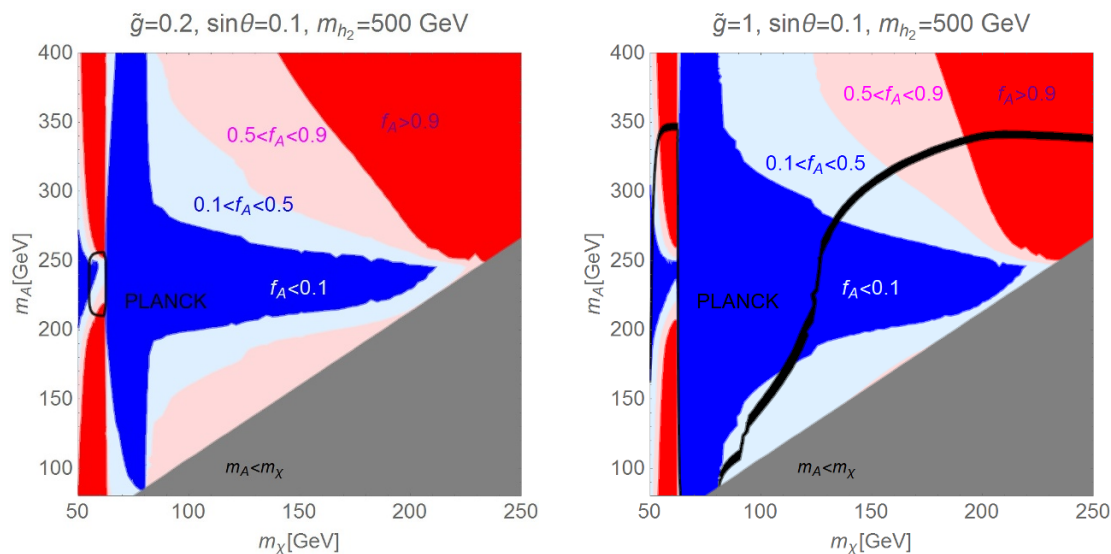 g̃=0.2, sinθ=0.1, m_h₂=500 GeV
400
350
300
250
200
150
100
m_A[GeV]
0.5<f_A<0.9
f_A>0.9
0.1<f_A<0.5
f_A<0.1
PLANCK
m_A<m_χ
50
100
150
200
250
m_χ[GeV]
g̃=1, sinθ=0.1, m_h₂=500 GeV
400
350
300
250
200
150
100
m_A[GeV]
0.5<f_A<0.9
f_A>0.9
0.1<f_A<0.5
f_A<0.1
PLANCK
m_A<m_χ
50
100
150
200
250
m_χ[GeV]